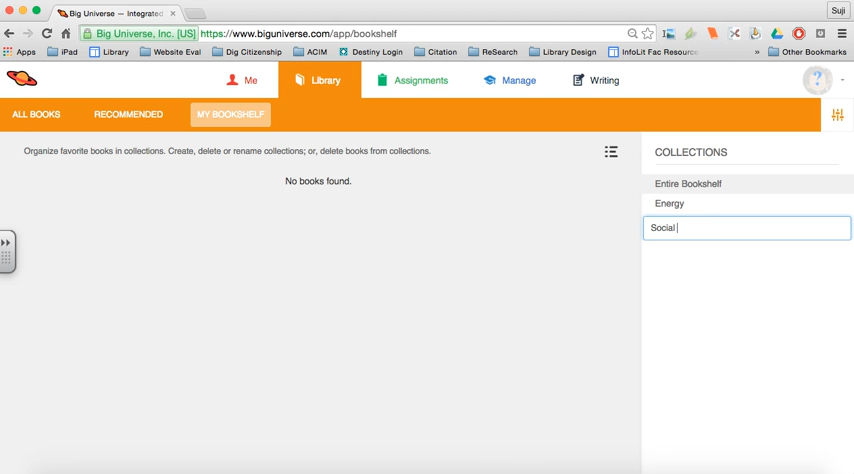 Big Universe — Integrated
Suji
Big Universe, Inc. [US] https://www.biguniverse.com/app/bookshelf
Apps iPad Library Website Eval Dig Citizenship ACIM Destiny Login Citation ReSearch Library Design InfoLit Fac Resource » Other Bookmarks
Me Library Assignments Manage Writing ?
ALL BOOKS RECOMMENDED MY BOOKSHELF
Organize favorite books in collections. Create, delete or rename collections; or, delete books from collections.
COLLECTIONS
No books found.
Entire Bookshelf
Energy
Social